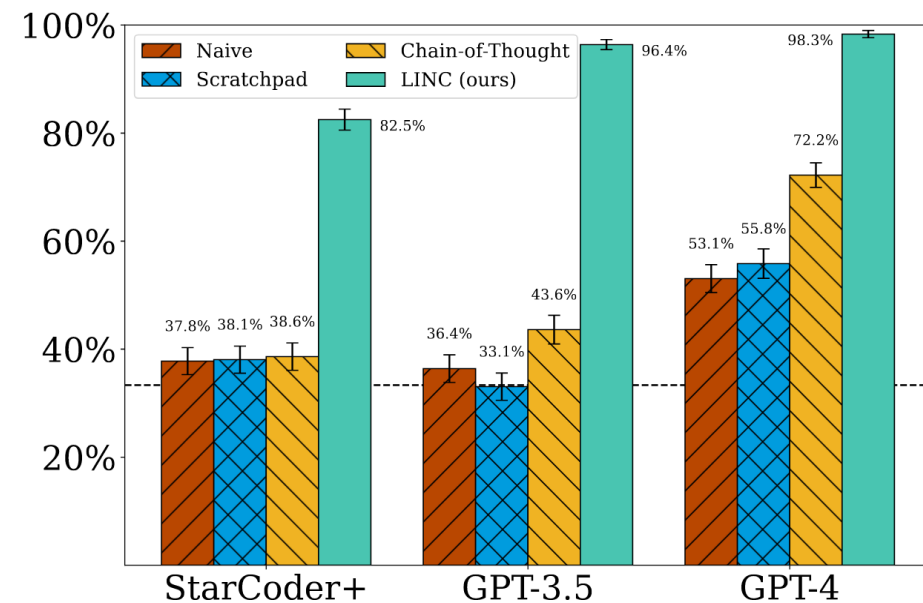 100%
80%
60%
40%
20%
Naive
Scratchpad
Chain-of-Thought
LINC (ours)
37.8%
38.1%
38.6%
82.5%
36.4%
33.1%
43.6%
96.4%
53.1%
55.8%
72.2%
98.3%
StarCoder+
GPT-3.5
GPT-4